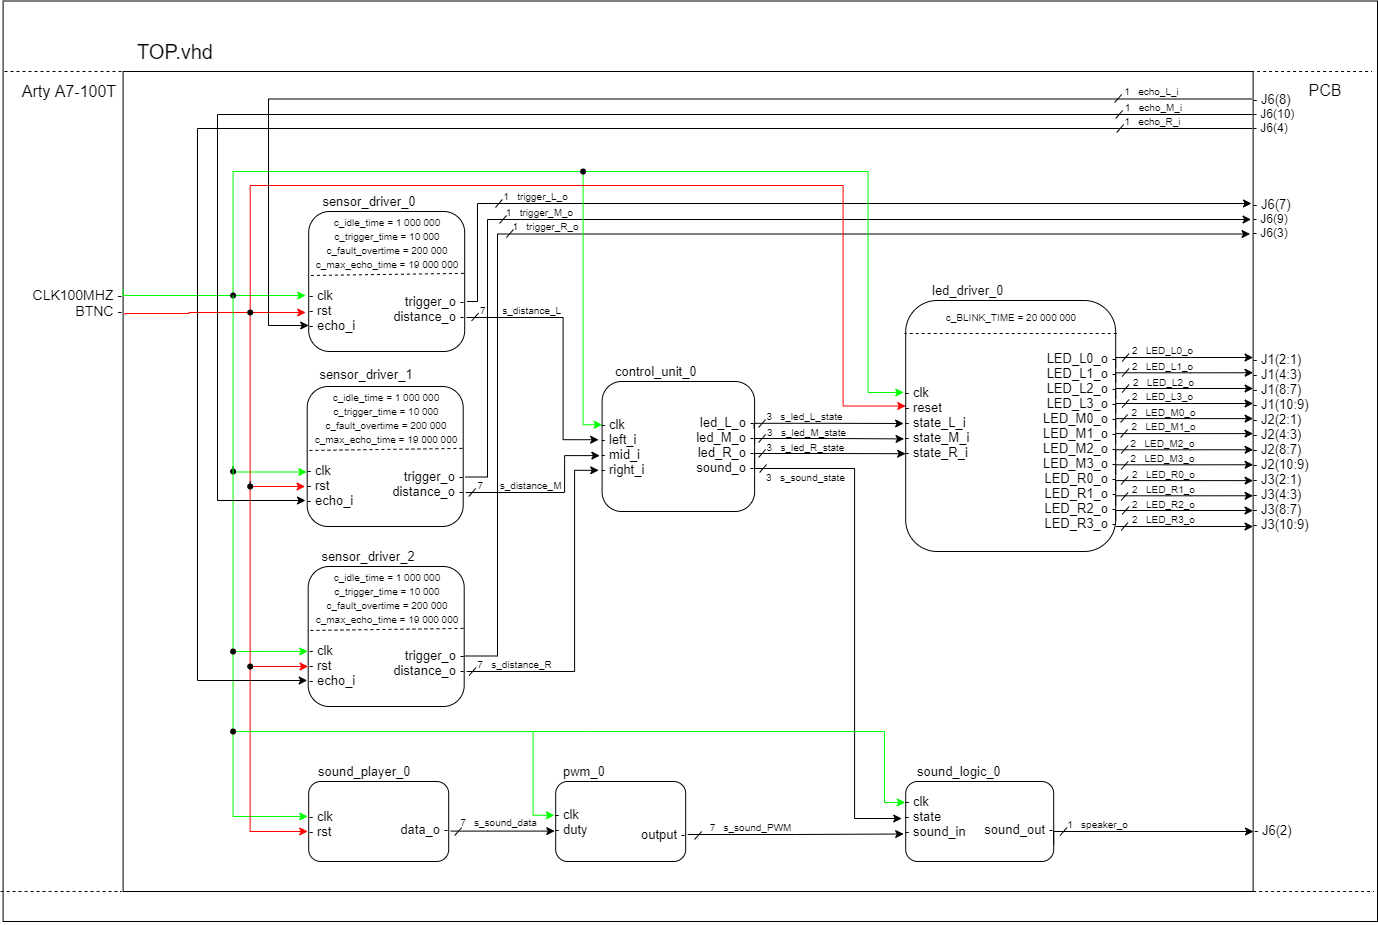 TOP.vhd
Arty A7-100T
PCB
1 echo_L_i
J6(8)
1 echo_M_i
J6(10)
1 echo_R_i
J6(4)
1 trigger_L_o
J6(7)
1 trigger_M_o
J6(9)
1 trigger_R_o
J6(3)
CLK100MHZ
BTNC
sensor_driver_0
c_idle_time = 1 000 000
c_trigger_time = 10 000
c_fault_overtime = 200 000
c_max_echo_time = 19 000 000
clk
rst
echo_i
trigger_o
distance_o
7 s_distance_L
sensor_driver_1
c_idle_time = 1 000 000
c_trigger_time = 10 000
c_fault_overtime = 200 000
c_max_echo_time = 19 000 000
clk
rst
echo_i
trigger_o
distance_o
7 s_distance_M
sensor_driver_2
c_idle_time = 1 000 000
c_trigger_time = 10 000
c_fault_overtime = 200 000
c_max_echo_time = 19 000 000
clk
rst
echo_i
trigger_o
distance_o
7 s_distance_R
control_unit_0
clk
left_i
mid_i
right_i
led_L_o
led_M_o
led_R_o
sound_o
3 s_led_L_state
3 s_led_M_state
3 s_led_R_state
3 s_sound_state
led_driver_0
c_BLINK_TIME = 20 000 000
clk
reset
state_L_i
state_M_i
state_R_i
LED_L0_o
LED_L1_o
LED_L2_o
LED_L3_o
LED_M0_o
LED_M1_o
LED_M2_o
LED_M3_o
LED_R0_o
LED_R1_o
LED_R2_o
LED_R3_o
2 LED_L0_o
2 LED_L1_o
2 LED_L2_o
2 LED_L3_o
2 LED_M0_o
2 LED_M1_o
2 LED_M2_o
2 LED_M3_o
2 LED_R0_o
2 LED_R1_o
2 LED_R2_o
2 LED_R3_o
J1(2:1)
J1(4:3)
J1(8:7)
J1(10:9)
J2(2:1)
J2(4:3)
J2(8:7)
J2(10:9)
J3(2:1)
J3(4:3)
J3(8:7)
J3(10:9)
sound_player_0
clk
rst
data_o
7 s_sound_data
pwm_0
clk
duty
output
7 s_sound_PWM
sound_logic_0
clk
state
sound_in
sound_out
1 speaker_o
J6(2)